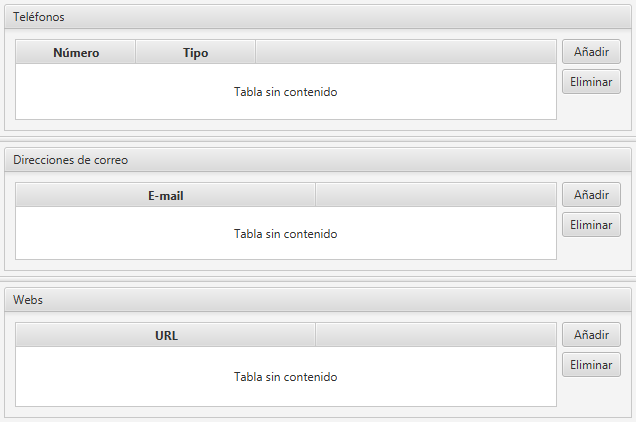 Teléfonos
Número Tipo
Añadir
Tabla sin contenido
Eliminar
Direcciones de correo
E-mail
Añadir
Tabla sin contenido
Eliminar
Webs
URL
Añadir
Tabla sin contenido
Eliminar